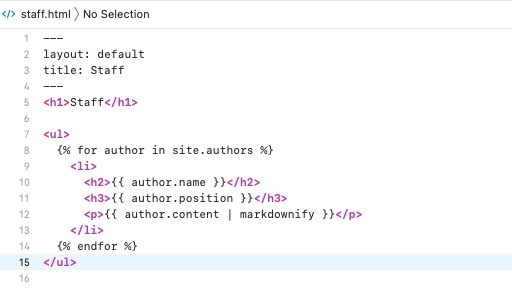 staff.html 〉 No Selection
1 ---
2 layout: default
3 title: Staff
4 ---
5 <h1>Staff</h1>
6
7 <ul>
8   {% for author in site.authors %}
9     <li>
10       <h2>{{ author.name }}</h2>
11       <h3>{{ author.position }}</h3>
12       <p>{{ author.content | markdownify }}</p>
13     </li>
14   {% endfor %}
15 </ul>
16